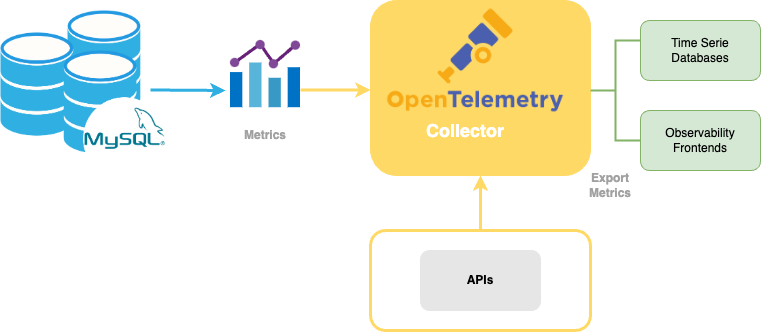 MySQL®
Metrics
OpenTelemetry
Collector
Export
Metrics
Time Serie
Databases
Observability
Frontends
APIs